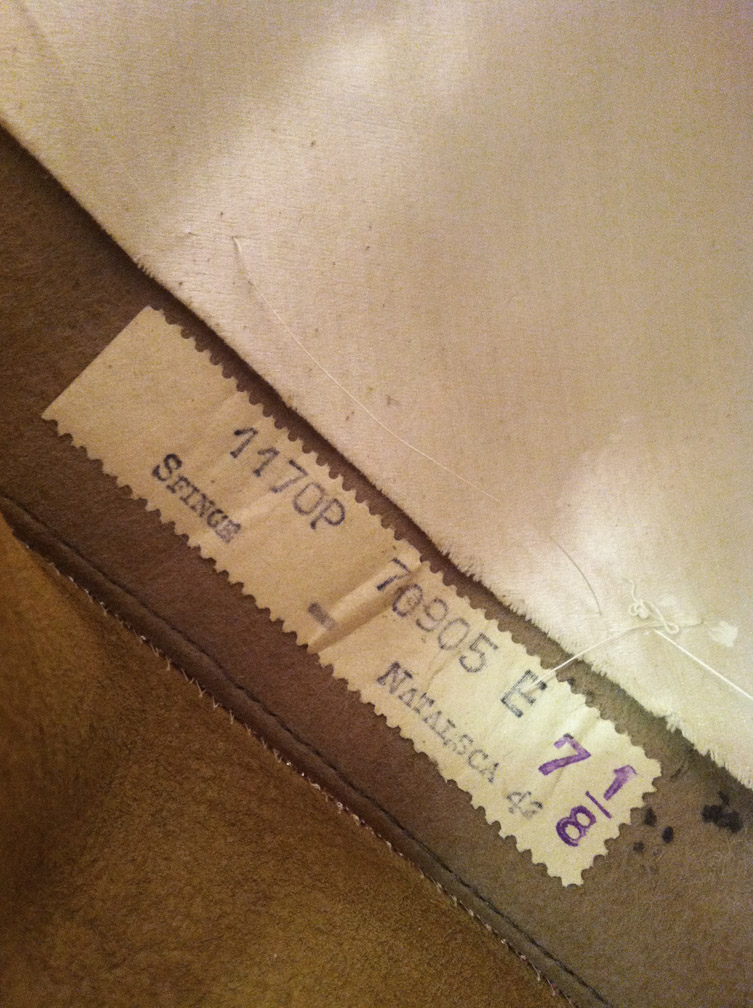 1170P 70905 E
SFINGE - NATALSCA 42
7 1/8